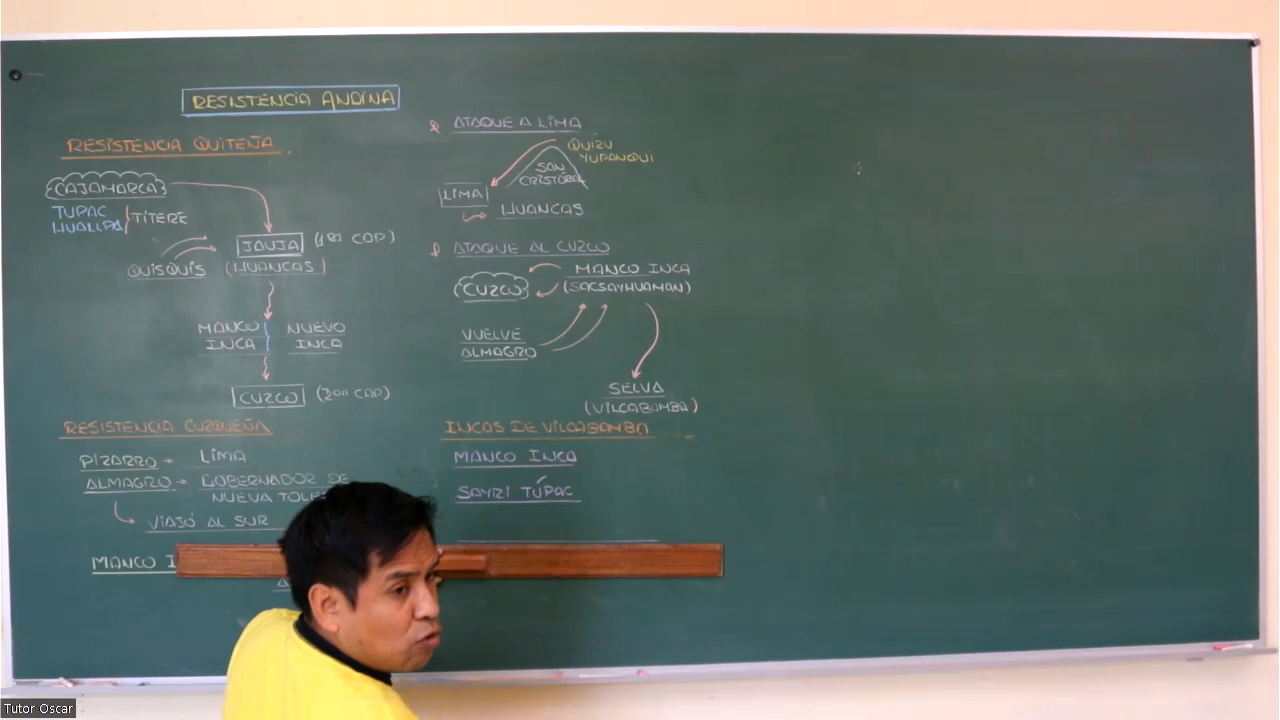 RESISTENCIA ANDINA
RESISTENCIA QUITEÑA
CAJAMARCA
TUPAC
HUALLPA / TÍTERE
JAUJA (1RA CAP)
QUISQUIS (HUANCAS)
MANCO
INCA
NUEVO
INCA
CUZCO (2DA CAP)
RESISTENCIA CUZQUEÑA
PIZARRO → LIMA
ALMAGRO → GOBERNADOR DE
NUEVA
VIAJÓ AL SUR
MANCO
ATAQUE A LIMA
QUIZU
YUPANQUI
SAN
CRISTÓBAL
LIMA
HUANCAS
ATAQUE AL CUZCO
CUZCO
MANCO INCA
(SACSAYHUAMAN)
VUELVE
ALMAGRO
SELVA
(VILCABAMBA)
INCAS DE VILCABAMBA
MANCO INCA
SAYRI TÚPAC
Tutor Oscar